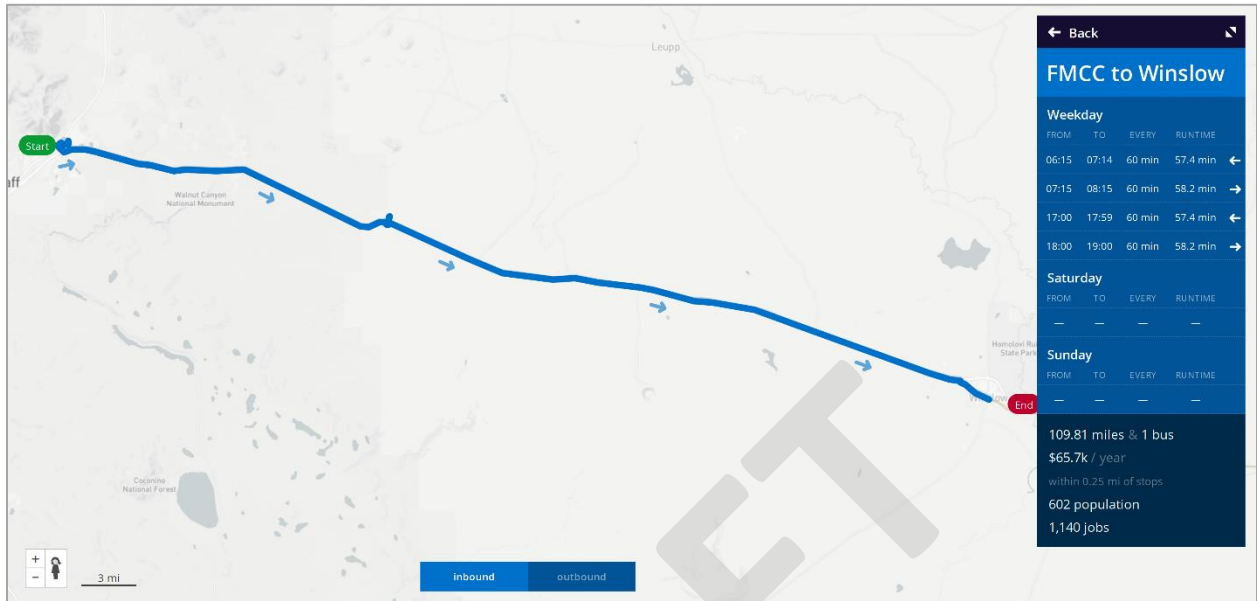 Leupp
Start
aff
Walnut Canyon
National Monument
Homolovi Rui
State Park
End
Coconino
National Forest
3 mi
+
−
inbound outbound
← Back
FMCC to Winslow
Weekday
FROM TO EVERY RUNTIME
06:15 07:14 60 min 57.4 min ←
07:15 08:15 60 min 58.2 min →
17:00 17:59 60 min 57.4 min ←
18:00 19:00 60 min 58.2 min →
Saturday
FROM TO EVERY RUNTIME
— — — —
Sunday
FROM TO EVERY RUNTIME
— — — —
109.81 miles & 1 bus
$65.7k / year
within 0.25 mi of stops
602 population
1,140 jobs